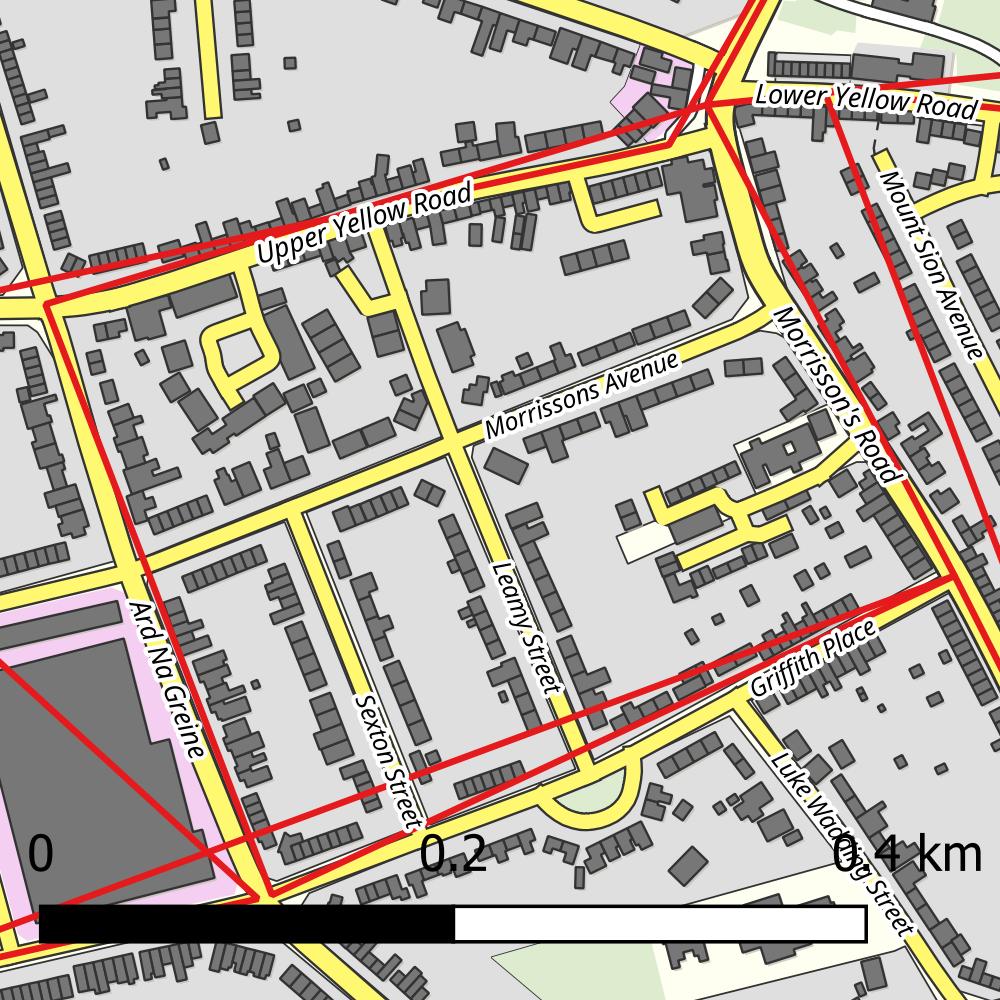 Lower Yellow Road
Upper Yellow Road
Mount Sion Avenue
Morrissons Avenue
Morrisson's Road
Ard Na Greine
Leamy Street
Griffith Place
Sexton Street
Luke Wadding Street
0 0.2 0.4 km